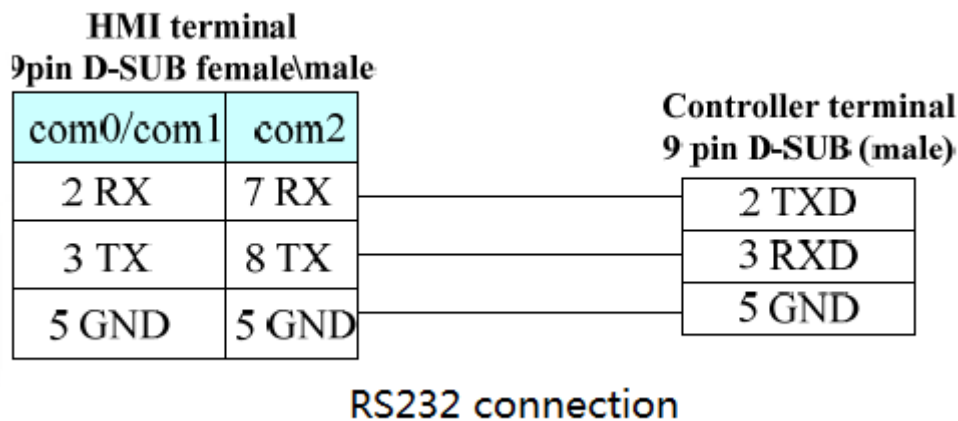 HMI terminal
9pin D-SUB female\male
com0/com1 com2
2 RX 7 RX
3 TX 8 TX
5 GND 5 GND
Controller terminal
9 pin D-SUB (male)
2 TXD
3 RXD
5 GND
RS232 connection